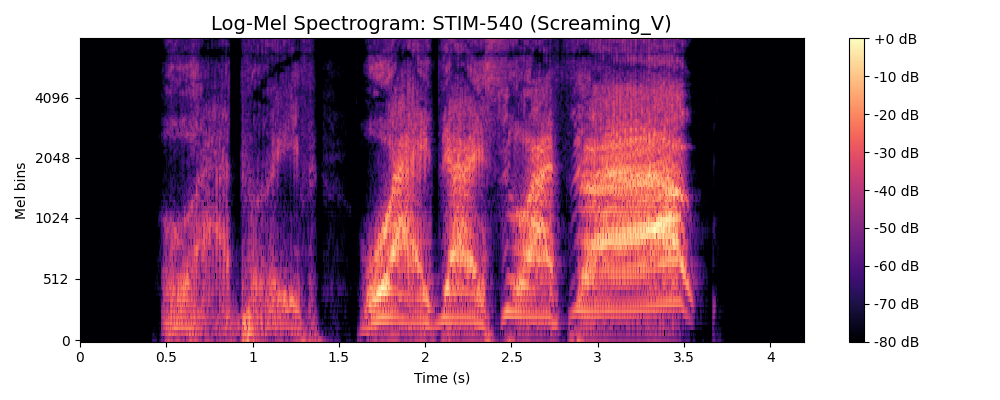 Log-Mel Spectrogram: STIM-540 (Screaming_V)
Mel bins
4096
2048
1024
512
0
0 0.5 1 1.5 2 2.5 3 3.5 4
Time (s)
+0 dB
-10 dB
-20 dB
-30 dB
-40 dB
-50 dB
-60 dB
-70 dB
-80 dB